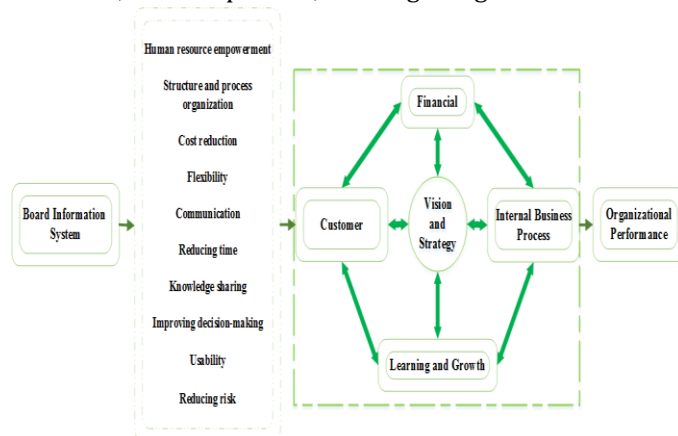 Human resource empowerment
Structure and process
organization
Cost reduction
Flexibility
Communication
Reducing time
Knowledge sharing
Improving decision-making
Usability
Reducing risk
Board Information
System
Financial
Customer
Vision
and
Strategy
Internal Business
Process
Learning and Growth
Organizational
Performance